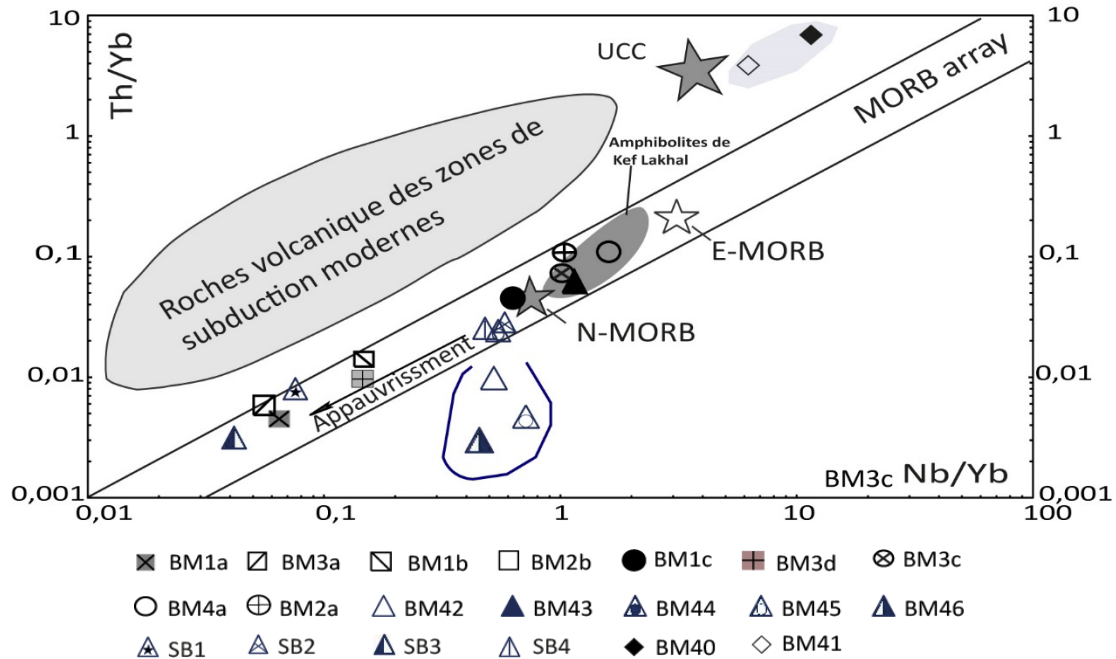 10
1
0,1
0,01
0,001
Th/Yb
UCC
MORB array
Roches volcanique des zones de
subduction modernes
Amphibolites de
Kef Lakhal
E-MORB
N-MORB
Appauvrissment
BM3c Nb/Yb
10
1
0,1
0,01
0,001
0,01 0,1 1 10 100
BM1a BM3a BM1b BM2b BM1c BM3d BM3c
BM4a BM2a BM42 BM43 BM44 BM45 BM46
SB1 SB2 SB3 SB4 BM40 BM41